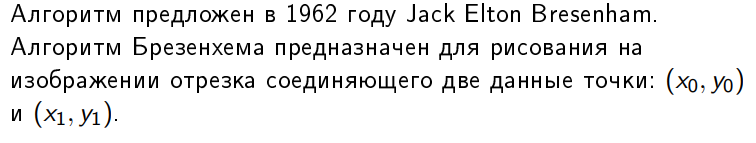 Алгоритм предложен в 1962 году Jack Elton Bresenham.
Алгоритм Брезенхема предназначен для рисования на
изображении отрезка соединяющего две данные точки: (x₀, y₀)
и (x₁, y₁).